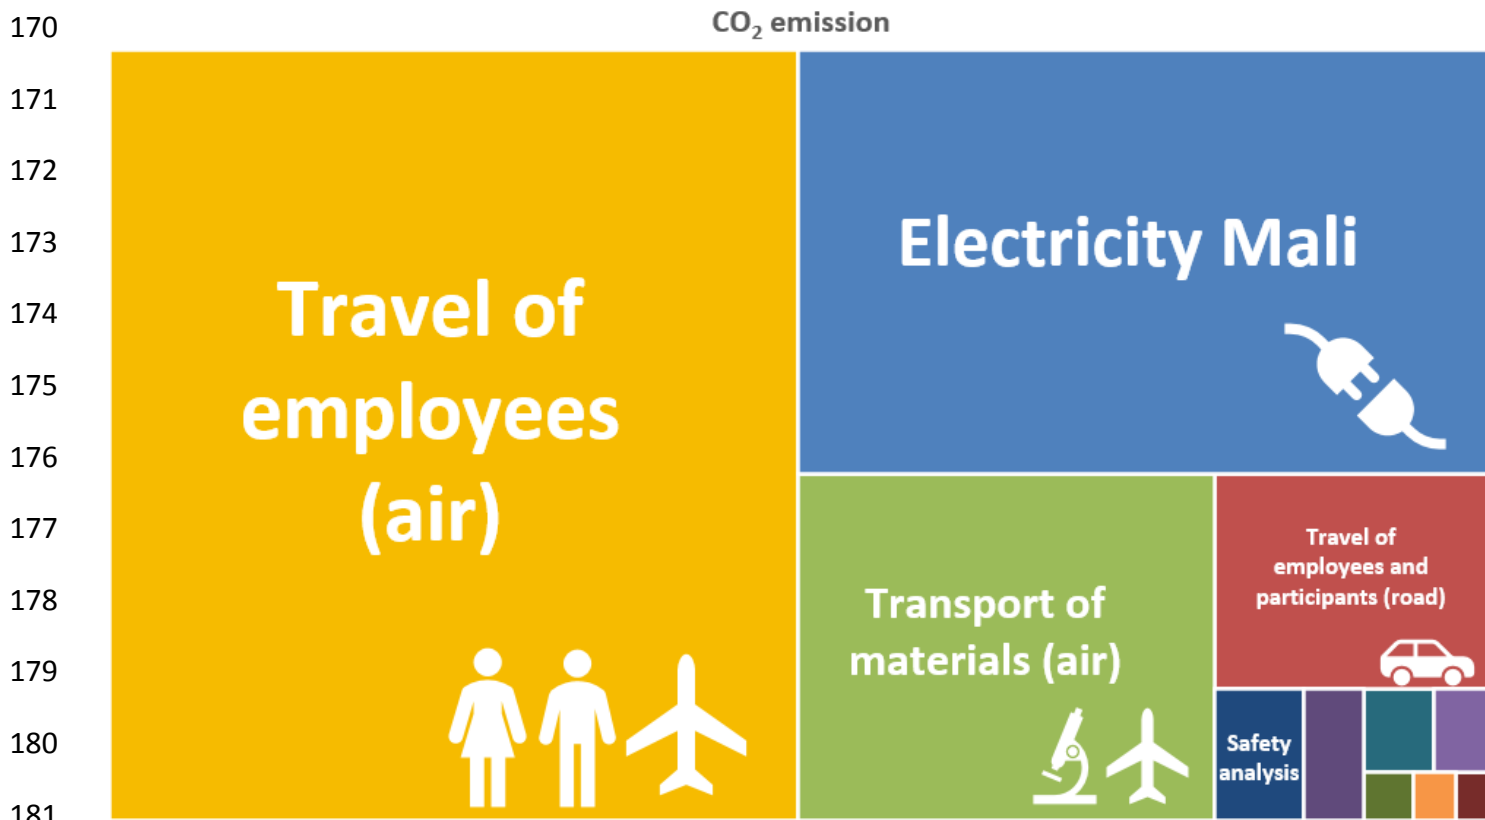 170
CO₂ emission
171
172
173
174
175
176
177
178
179
180
181
Travel of
employees
(air)
Electricity Mali
Transport of
materials (air)
Travel of
employees and
participants (road)
Safety
analysis